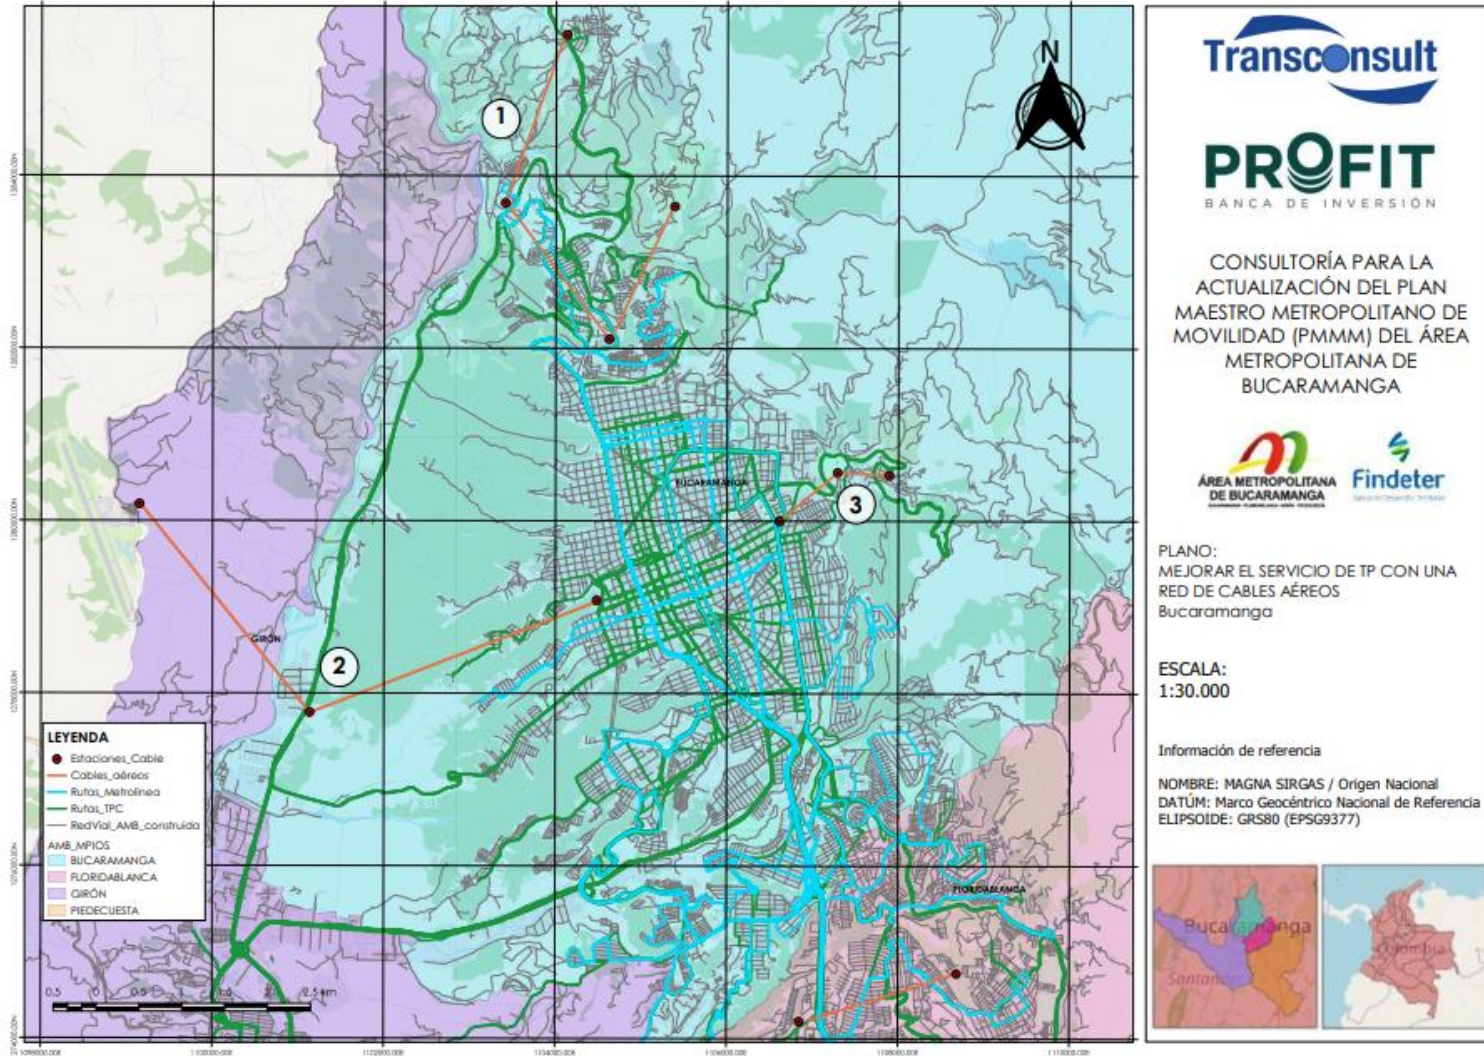 N
1
2
3
BUCARAMANGA
GIRÓN
FLORIDABLANCA
LEYENDA
Estaciones_Cable
Cables_aéreos
Rutas_Metrolínea
Rutas_TPC
RedVial_AMB_construida
AMB_MPIOS
BUCARAMANGA
FLORIDABLANCA
GIRÓN
PIEDECUESTA
Transconsult
PROFIT
BANCA DE INVERSIÓN
CONSULTORÍA PARA LA
ACTUALIZACIÓN DEL PLAN
MAESTRO METROPOLITANO DE
MOVILIDAD (PMMM) DEL ÁREA
METROPOLITANA DE
BUCARAMANGA
ÁREA METROPOLITANA
DE BUCARAMANGA
Findeter
PLANO:
MEJORAR EL SERVICIO DE TP CON UNA
RED DE CABLES AÉREOS
Bucaramanga
ESCALA:
1:30.000
Información de referencia
NOMBRE: MAGNA SIRGAS / Origen Nacional
DATÚM: Marco Geocéntrico Nacional de Referencia
ELIPSOIDE: GRS80 (EPSG9377)
Bucaramanga
Santander
Colombia